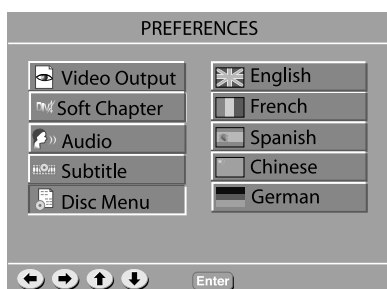 PREFERENCES
Video Output
Soft Chapter
Audio
Subtitle
Disc Menu
English
French
Spanish
Chinese
German
Enter